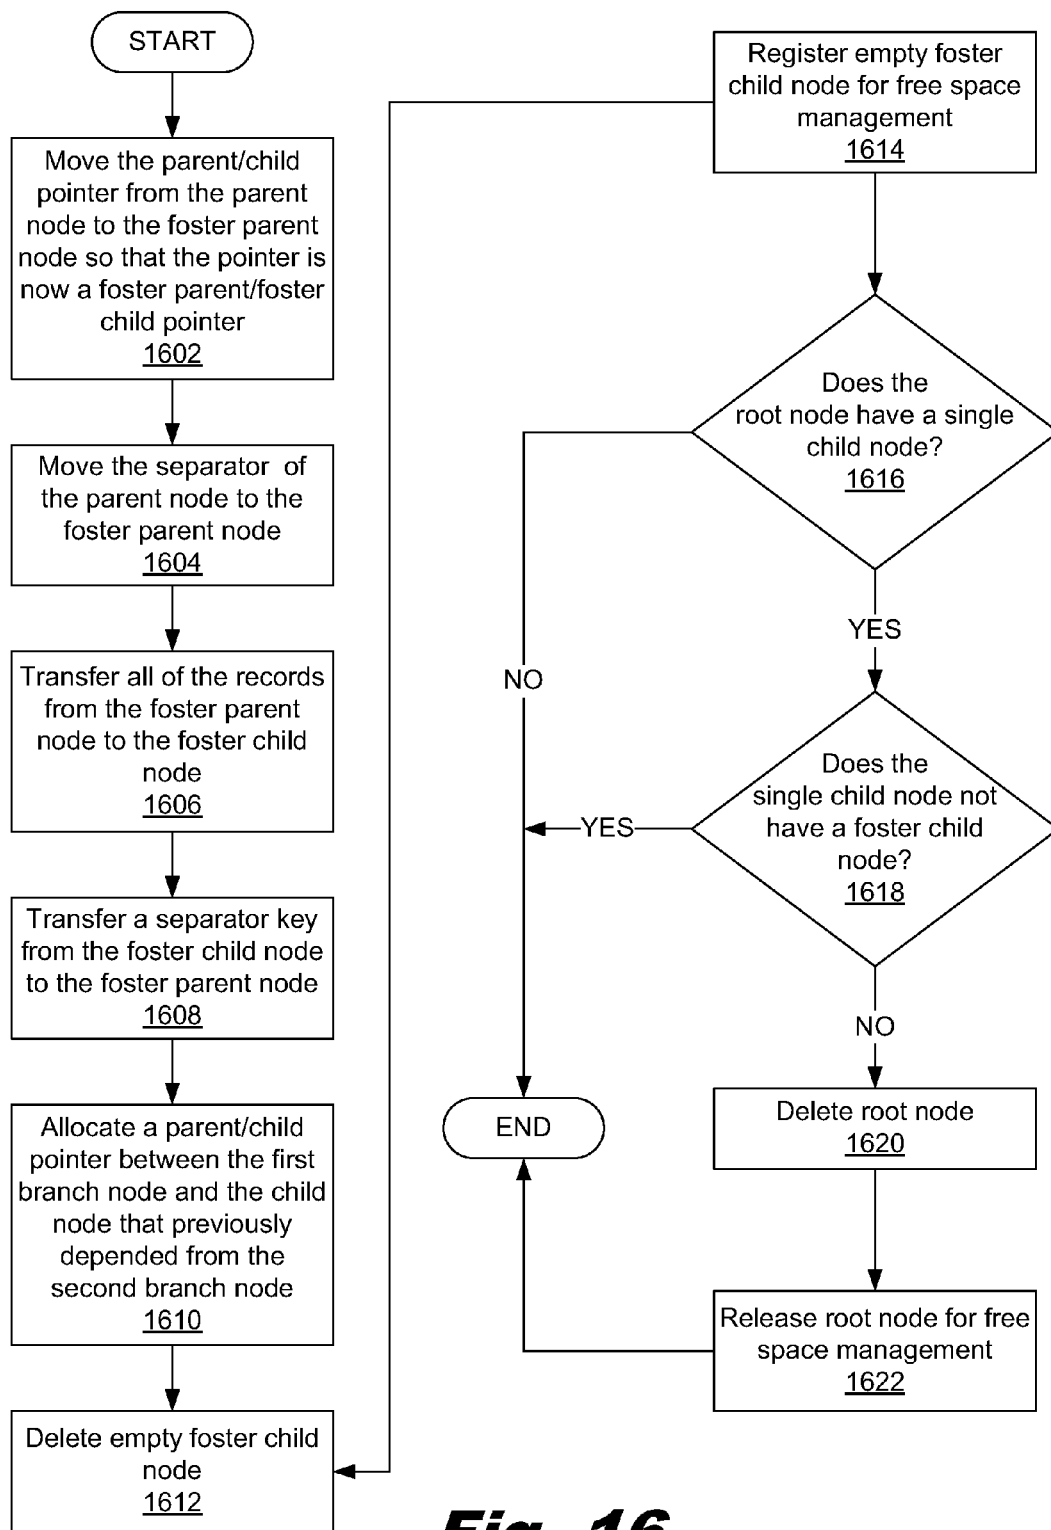 START
Move the parent/child
pointer from the parent
node to the foster parent
node so that the pointer is
now a foster parent/foster
child pointer
1602
Move the separator of
the parent node to the
foster parent node
1604
Transfer all of the records
from the foster parent
node to the foster child
node
1606
Transfer a separator key
from the foster child node
to the foster parent node
1608
Allocate a parent/child
pointer between the first
branch node and the child
node that previously
depended from the
second branch node
1610
Delete empty foster child
node
1612
Register empty foster
child node for free space
management
1614
Does the
root node have a single
child node?
1616
YES
NO
Does the
single child node not
have a foster child
node?
1618
YES
NO
Delete root node
1620
Release root node for free
space management
1622
END
Fig. 16